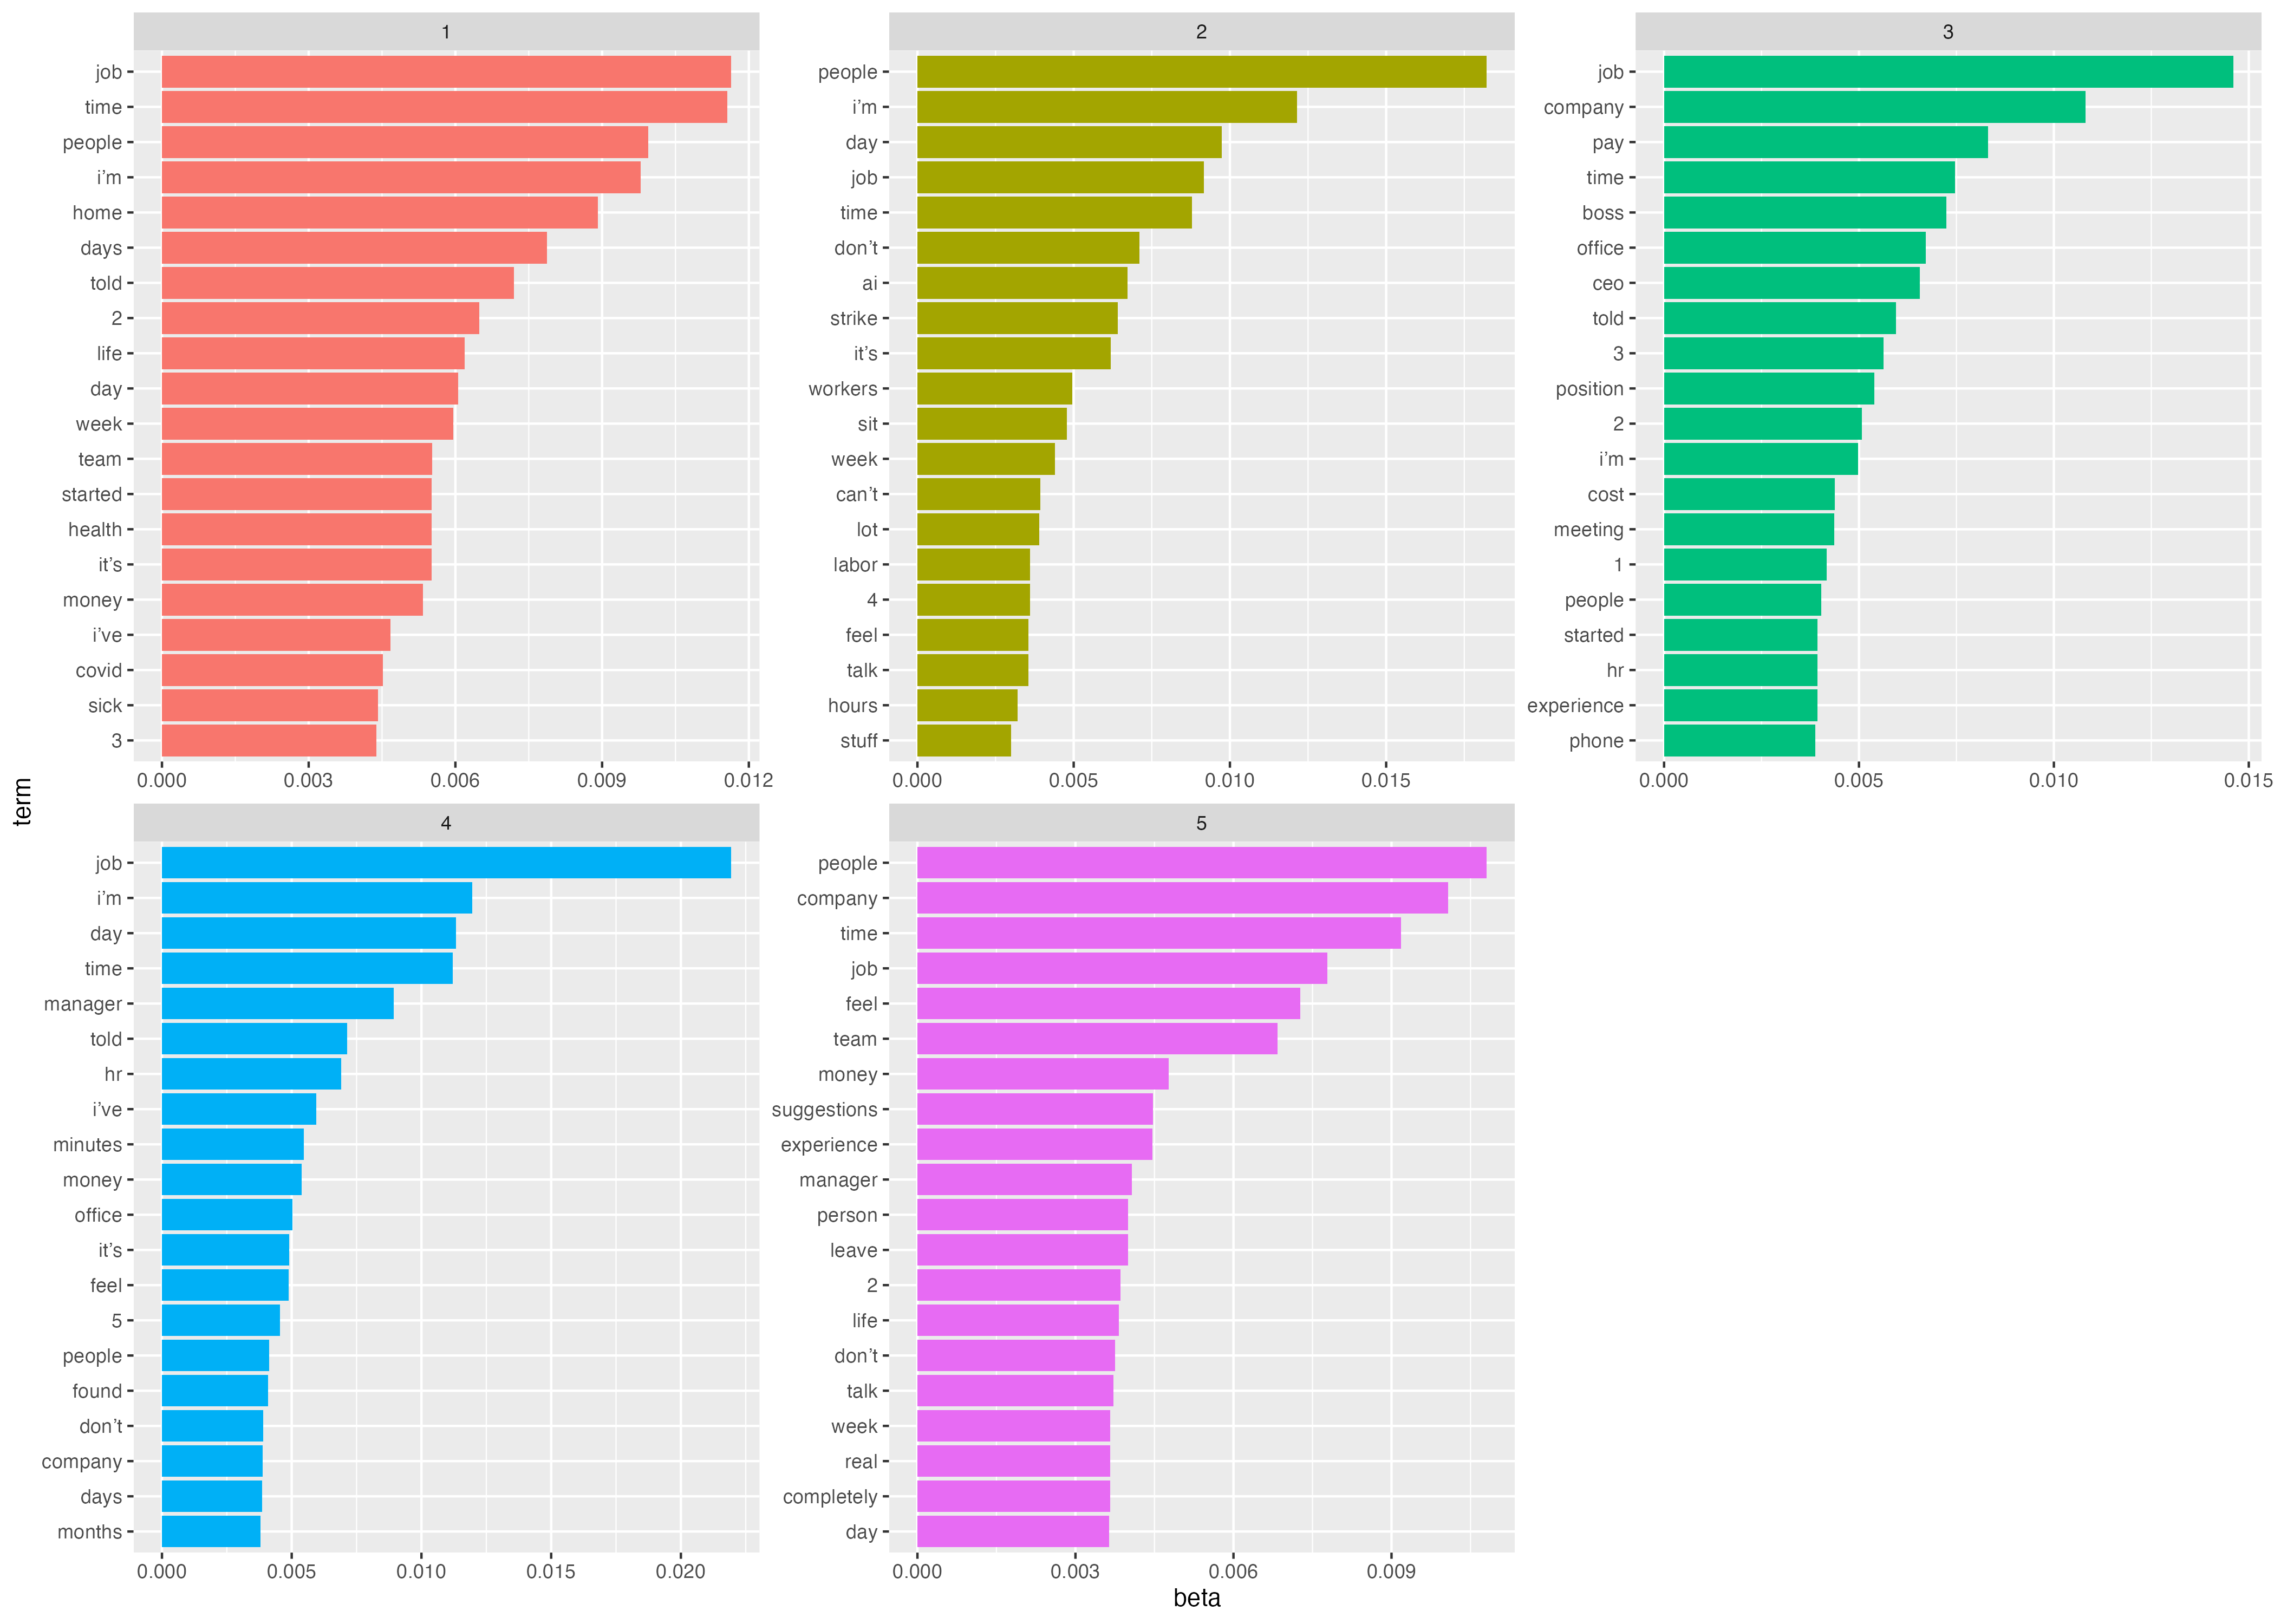 1
job
time
people
i’m
home
days
told
2
life
day
week
team
started
health
it’s
money
i’ve
covid
sick
3
0.000 0.003 0.006 0.009 0.012
2
people
i’m
day
job
time
don’t
ai
strike
it’s
workers
sit
week
can’t
lot
labor
4
feel
talk
hours
stuff
0.000 0.005 0.010 0.015
3
job
company
pay
time
boss
office
ceo
told
3
position
2
i’m
cost
meeting
1
people
started
hr
experience
phone
0.000 0.005 0.010 0.015
term
4
job
i’m
day
time
manager
told
hr
i’ve
minutes
money
office
it’s
feel
5
people
found
don’t
company
days
months
0.000 0.005 0.010 0.015 0.020
5
people
company
time
job
feel
team
money
suggestions
experience
manager
person
leave
2
life
don’t
talk
week
real
completely
day
0.000 0.003 0.006 0.009
beta